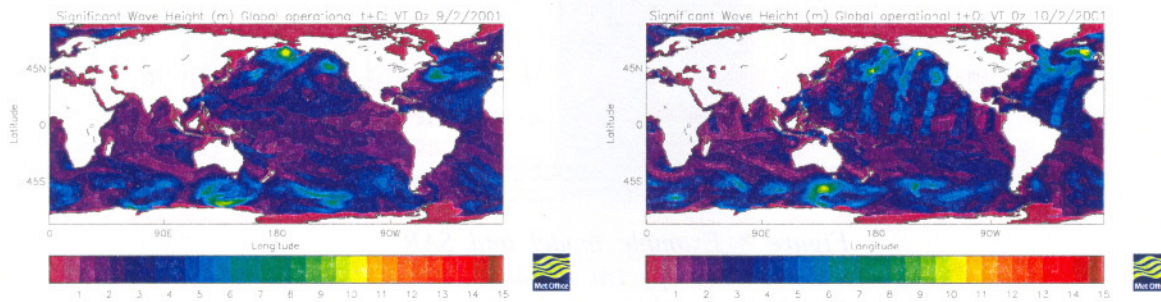 Significant Wave Height (m) Global operational t+0: VT 0z 9/2/2001
45N
0
45S
Latitude
0 90E 180 90W
Longitude
1 2 3 4 5 6 7 8 9 10 11 12 13 14 15
Met Office
Significant Wave Height (m) Global operational t+0: VT 0z 10/2/2001
45N
0
45S
Latitude
0 90E 180 90W
Longitude
1 2 3 4 5 6 7 8 9 10 11 12 13 14 15
Met Off